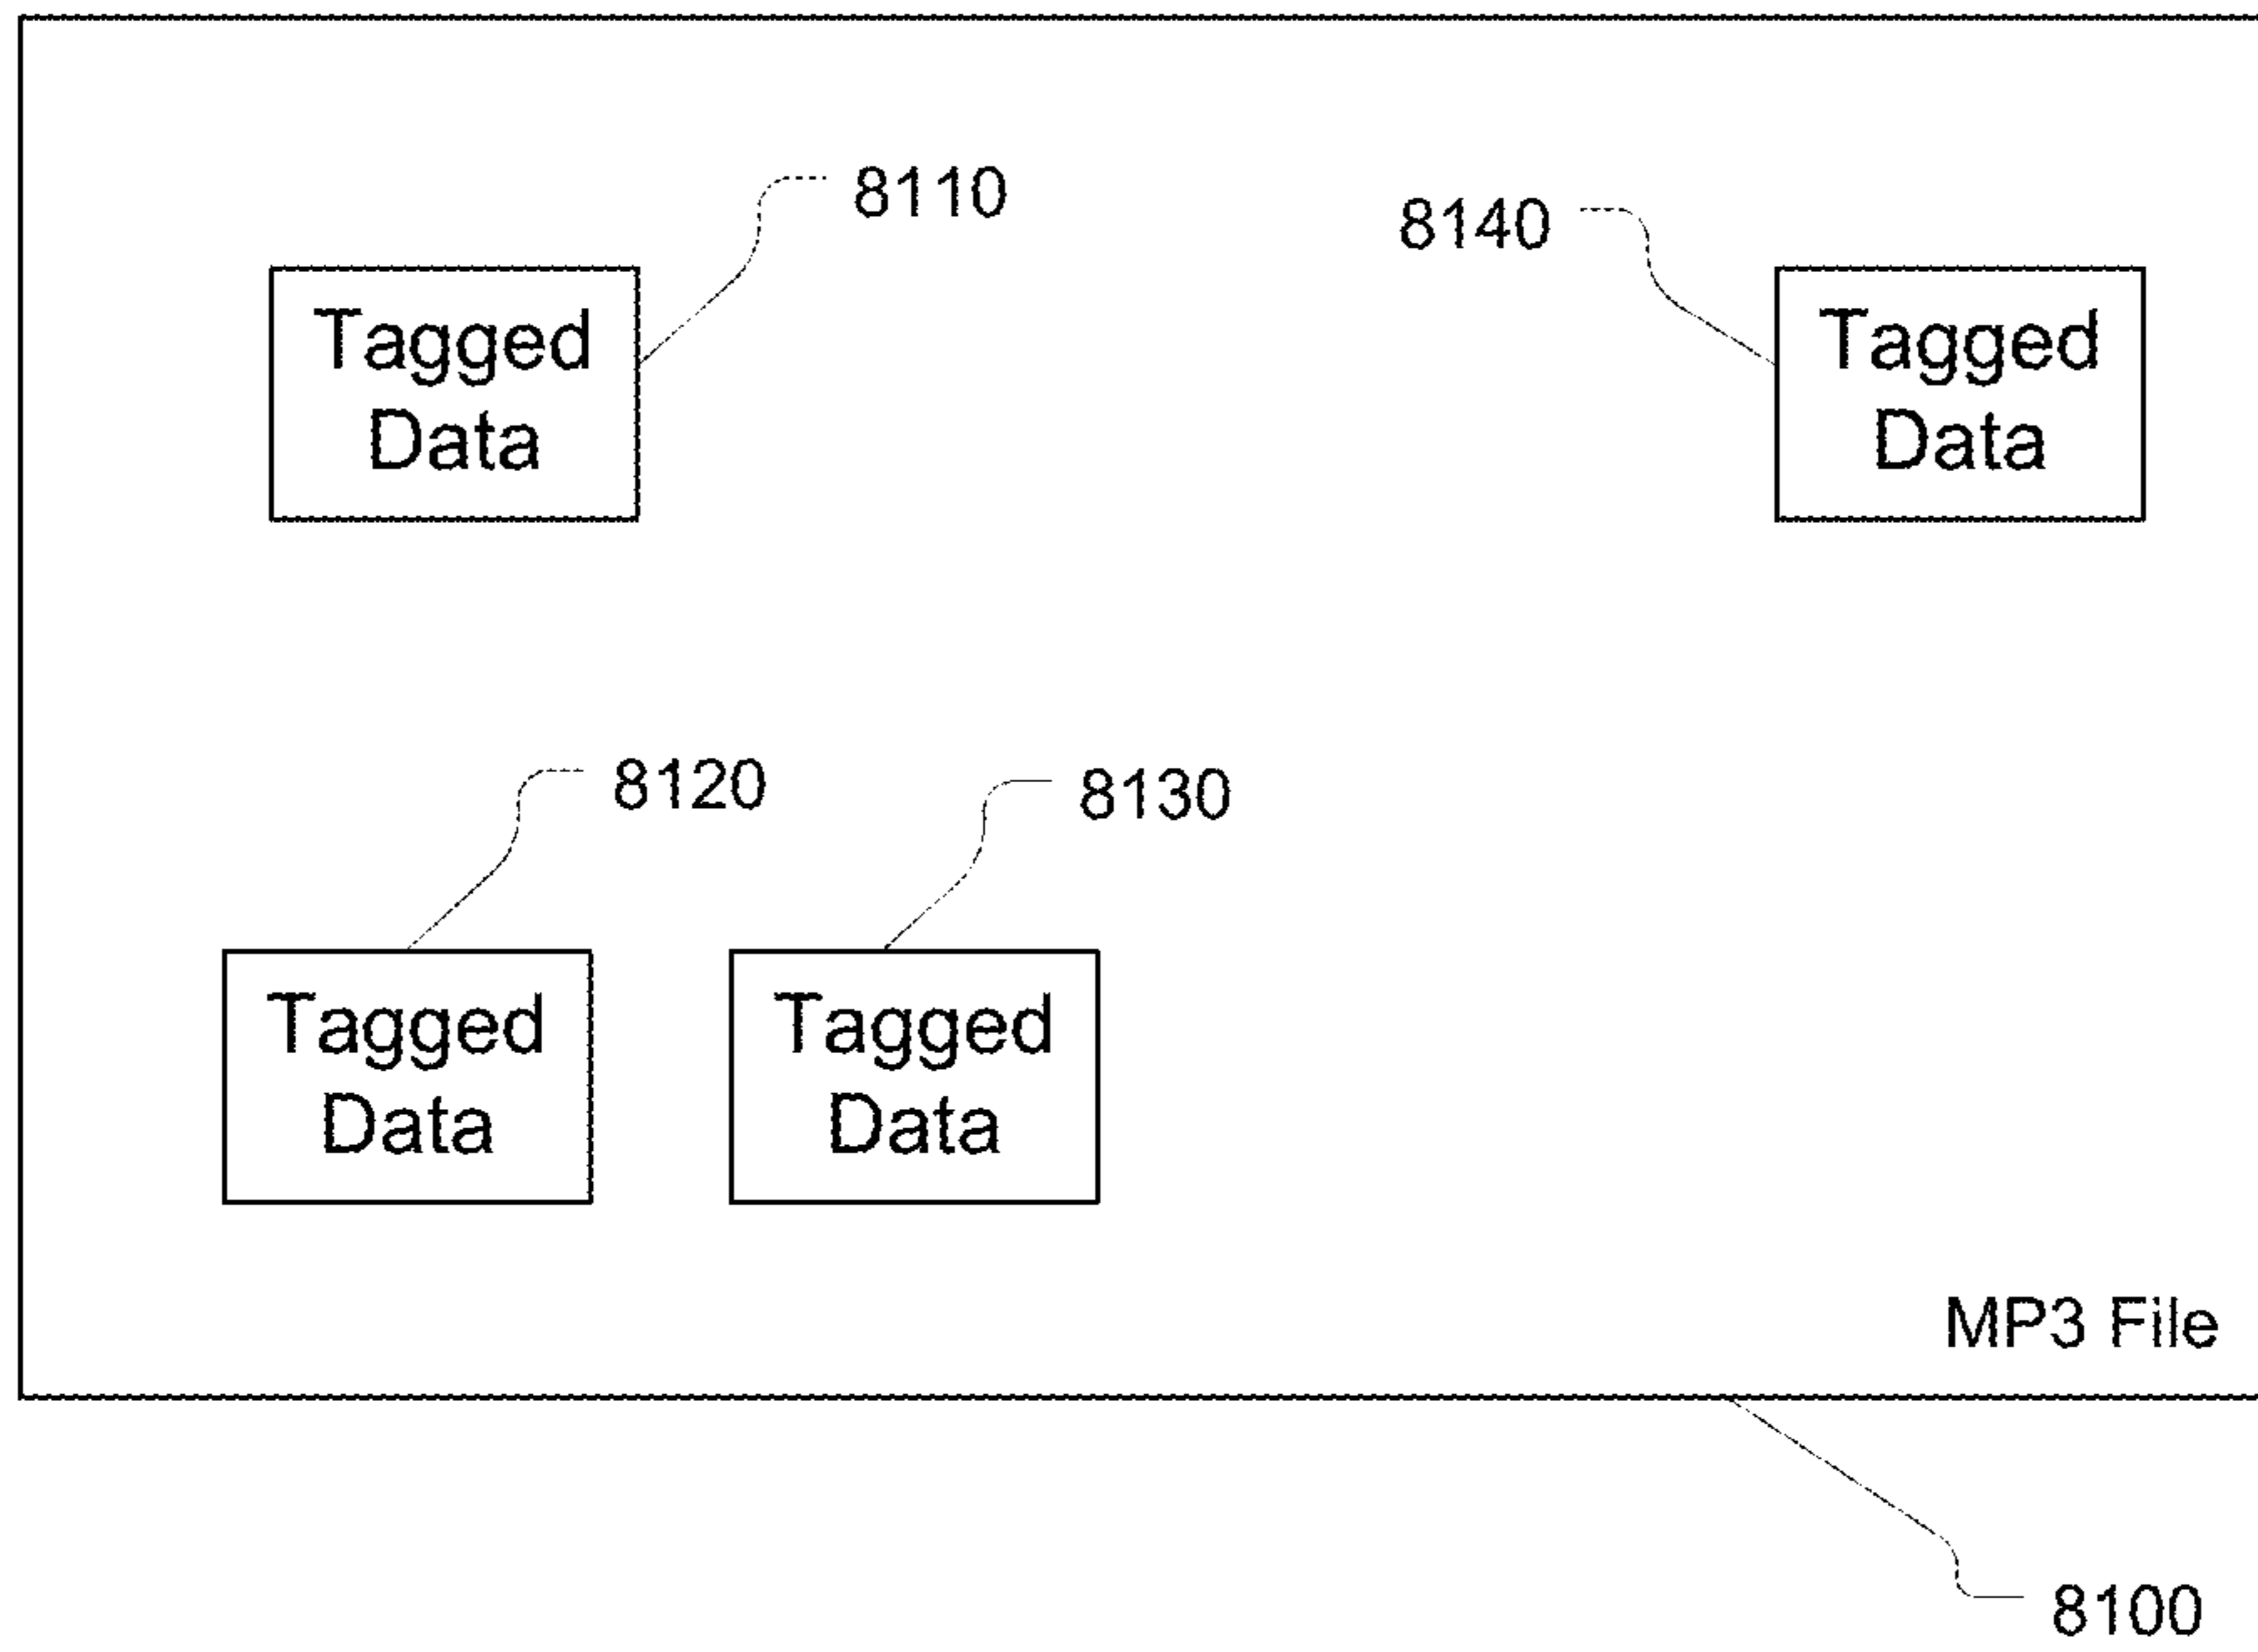 8110
8140
Tagged
Data
Tagged
Data
8120
8130
Tagged
Data
Tagged
Data
MP3 File
8100